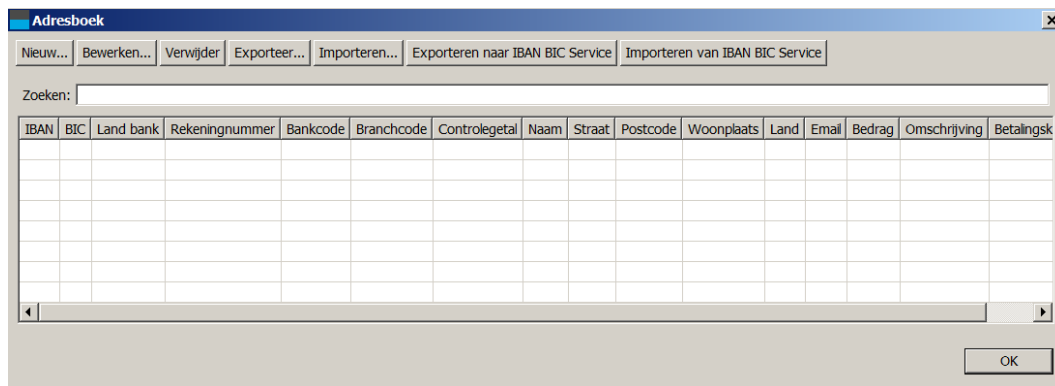 Adresboek
Nieuw... Bewerken... Verwijder Exporteer... Importeren... Exporteren naar IBAN BIC Service Importeren van IBAN BIC Service
Zoeken:
IBAN BIC Land bank Rekeningnummer Bankcode Branchcode Controlegetal Naam Straat Postcode Woonplaats Land Email Bedrag Omschrijving Betalingsk
OK